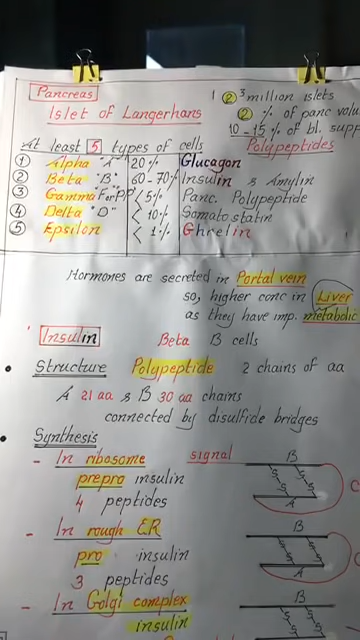 Pancreas
1 ② 3 million islets
Islet of Langerhans
② % of panc volu
10-15% of bl. supp
At least 5 types of cells
Polypeptides
① Alpha "A" 20% Glucagon
② Beta "B" 60-70% Insulin & Amylin
③ Gamma "F or PP" < 5% Panc. Polypeptide
④ Delta "D" < 10% Somatostatin
⑤ Epsilon < 1% Ghrelin
Hormones are secreted in Portal vein
so, higher conc in Liver
as they have imp. metabolic
Insulin Beta B cells
• Structure Polypeptide 2 chains of aa
A 21 aa & B 30 aa chains
connected by disulfide bridges
• Synthesis
- In ribosome signal B
prepro insulin
4 peptides A
- In rough ER B
pro insulin
3 peptides A
- In Golgi complex B
insulin